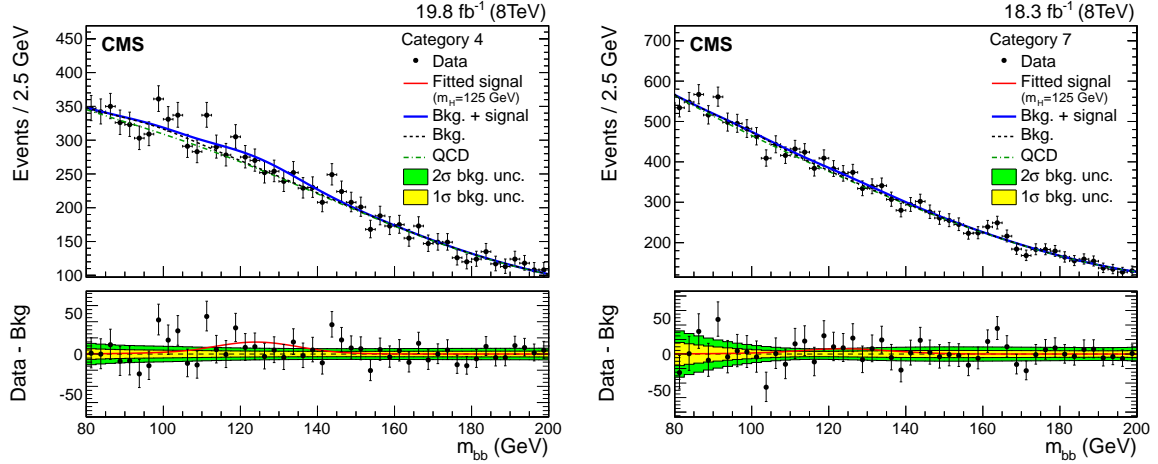 19.8 fb-1 (8TeV)
CMS
Category 4
Data
Fitted signal
(mH=125 GeV)
Bkg. + signal
Bkg.
QCD
2σ bkg. unc.
1σ bkg. unc.
Events / 2.5 GeV
450
400
350
300
250
200
150
100
Data - Bkg
50
0
-50
80 100 120 140 160 180 200
mbb (GeV)
18.3 fb-1 (8TeV)
CMS
Category 7
Data
Fitted signal
(mH=125 GeV)
Bkg. + signal
Bkg.
QCD
2σ bkg. unc.
1σ bkg. unc.
Events / 2.5 GeV
700
600
500
400
300
200
Data - Bkg
50
0
-50
80 100 120 140 160 180 200
mbb (GeV)